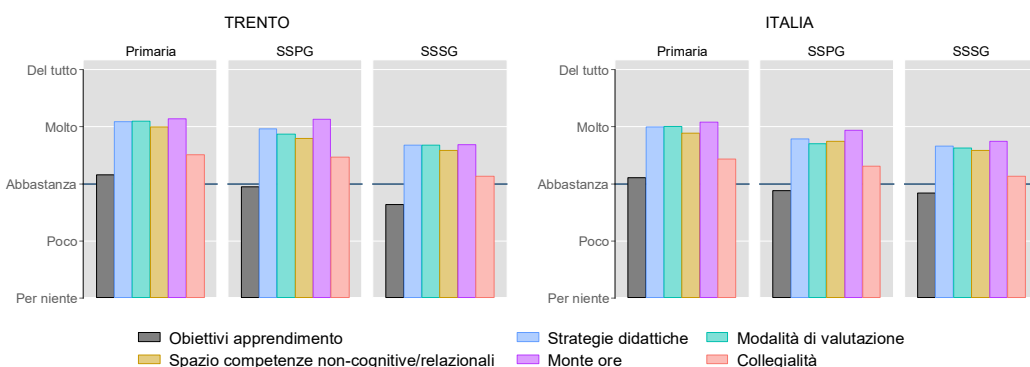 TRENTO
ITALIA
Primaria SSPG SSSG
Primaria SSPG SSSG
Del tutto
Molto
Abbastanza
Poco
Per niente
Del tutto
Molto
Abbastanza
Poco
Per niente
Obiettivi apprendimento
Strategie didattiche
Modalità di valutazione
Spazio competenze non-cognitive/relazionali
Monte ore
Collegialità